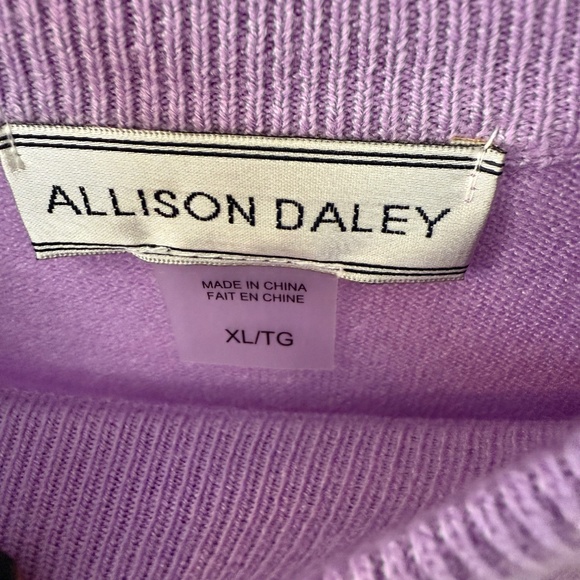 ALLISON DALEY
MADE IN CHINA
FAIT EN CHINE
XL/TG